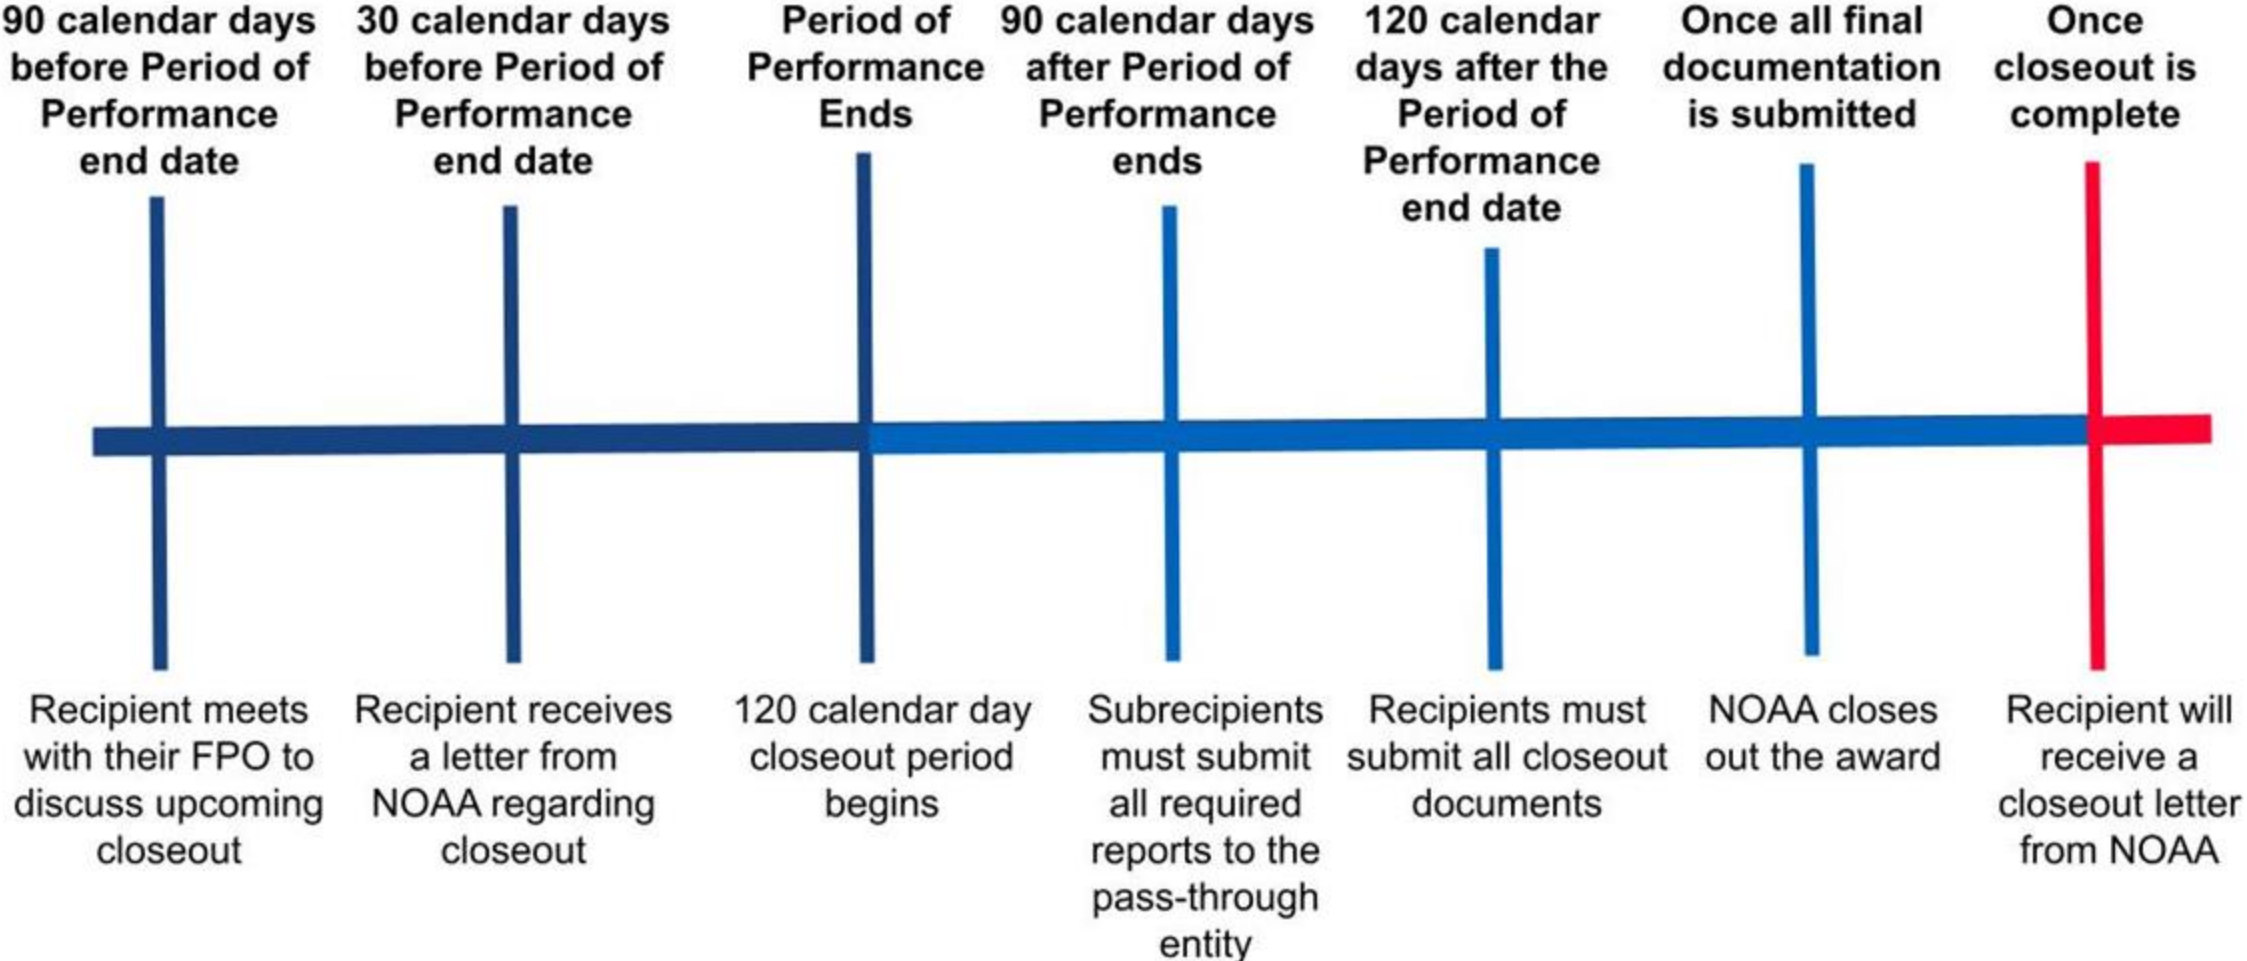 90 calendar days
before Period of
Performance
end date
30 calendar days
before Period of
Performance
end date
Period of
Performance
Ends
90 calendar days
after Period of
Performance
ends
120 calendar
days after the
Period of
Performance
end date
Once all final
documentation
is submitted
Once
closeout is
complete
Recipient meets
with their FPO to
discuss upcoming
closeout
Recipient receives
a letter from
NOAA regarding
closeout
120 calendar day
closeout period
begins
Subrecipients
must submit
all required
reports to the
pass-through
entity
Recipients must
submit all closeout
documents
NOAA closes
out the award
Recipient will
receive a
closeout letter
from NOAA